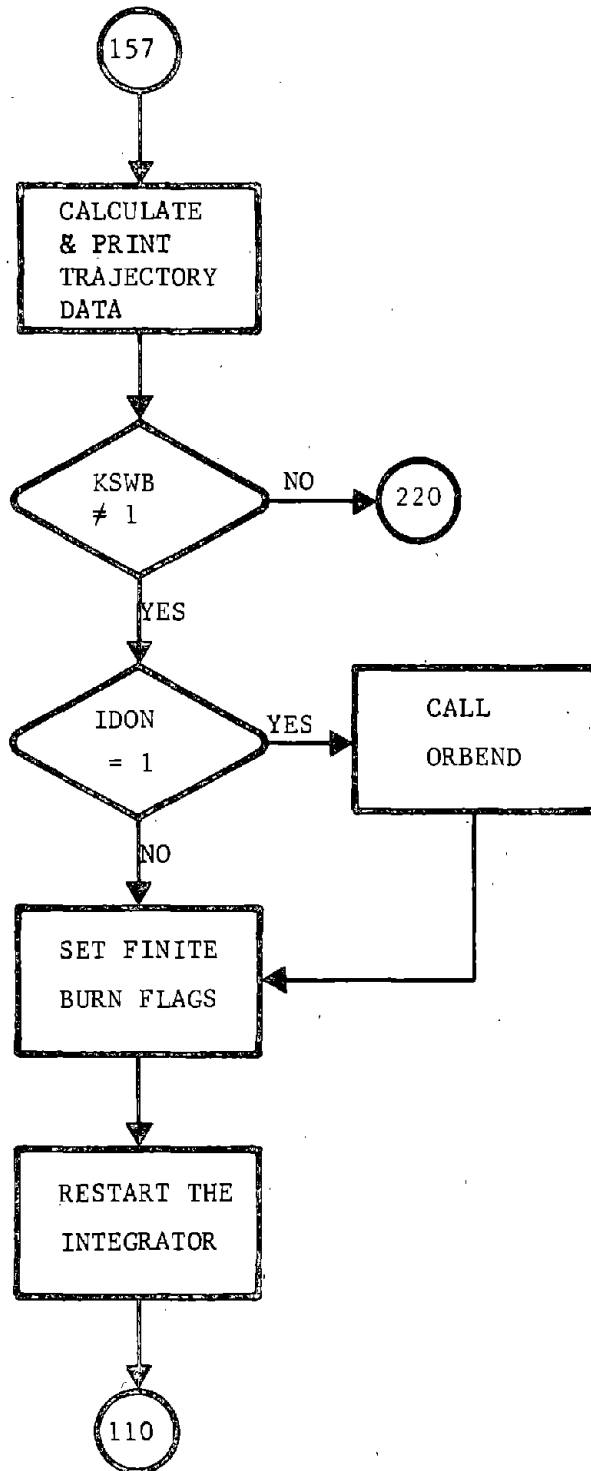 157
CALCULATE
& PRINT
TRAJECTORY
DATA
KSWB
≠ 1
NO
220
YES
IDON
= 1
YES
CALL
ORBEND
NO
SET FINITE
BURN FLAGS
RESTART THE
INTEGRATOR
110